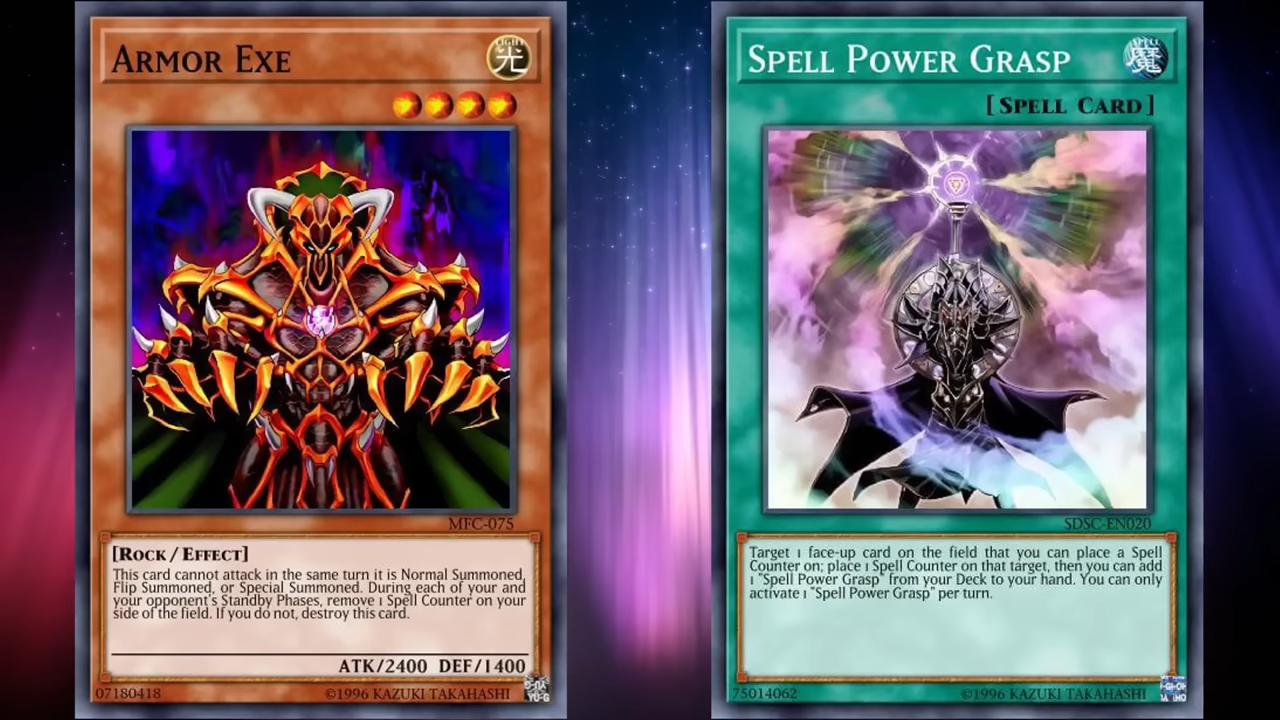 ARMOR EXE
LIGHT
光
MFC-075
[ROCK / EFFECT]
This card cannot attack in the same turn it is Normal Summoned,
Flip Summoned, or Special Summoned. During each of your and
your opponent's Standby Phases, remove 1 Spell Counter on your
side of the field. If you do not, destroy this card.
ATK/2400 DEF/1400
07180418 ©1996 KAZUKI TAKAHASHI
SPELL POWER GRASP
SPELL
魔
[SPELL CARD]
SDSC-EN020
Target 1 face-up card on the field that you can place a Spell
Counter on; place 1 Spell Counter on that target, then you can add
1 "Spell Power Grasp" from your Deck to your hand. You can only
activate 1 "Spell Power Grasp" per turn.
75014062 ©1996 KAZUKI TAKAHASHI